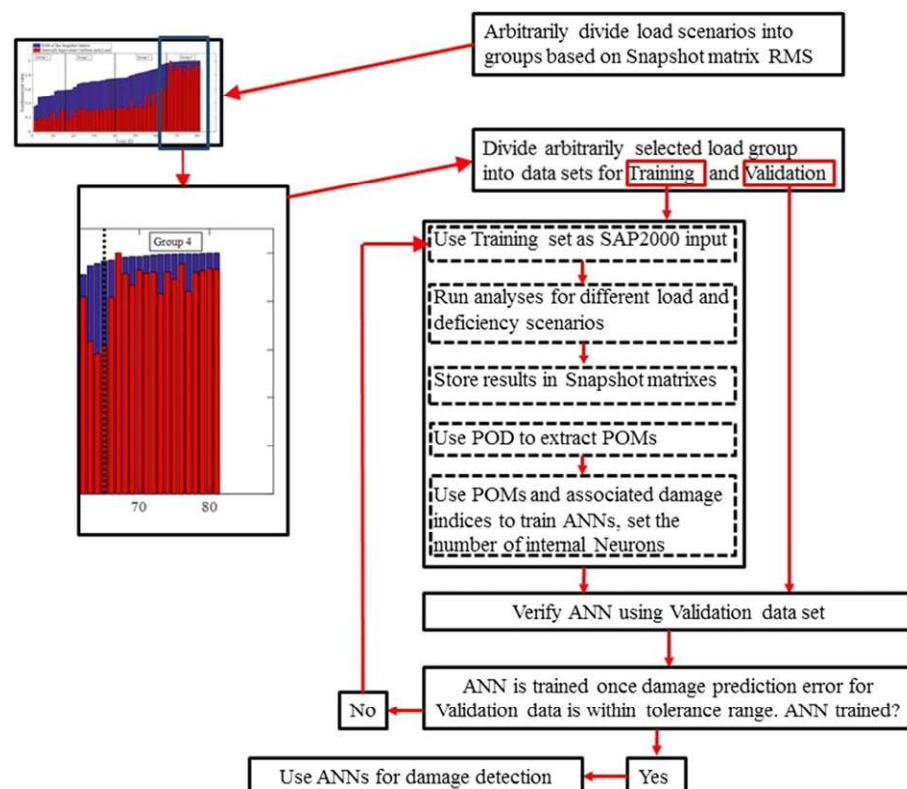 Arbitrarily divide load scenarios into
groups based on Snapshot matrix RMS
Divide arbitrarily selected load group
into data sets for Training and Validation
Group 4
70 80
Use Training set as SAP2000 input
Run analyses for different load and
deficiency scenarios
Store results in Snapshot matrixes
Use POD to extract POMs
Use POMs and associated damage
indices to train ANNs, set the
number of internal Neurons
Verify ANN using Validation data set
ANN is trained once damage prediction error for
Validation data is within tolerance range. ANN trained?
No
Yes
Use ANNs for damage detection